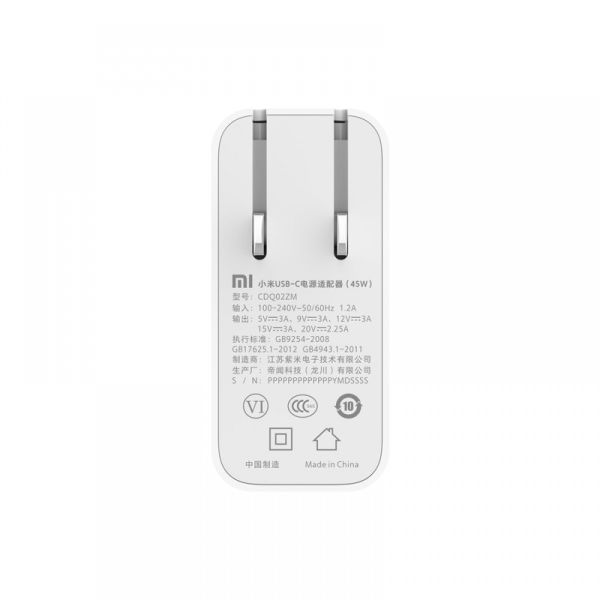 mi 小米USB-C电源适配器 (45W)
型号: CDQ02ZM
输入: 100-240V~50/60Hz 1.2A
输出: 5V⎓3A, 9V⎓3A, 12V⎓3A
15V⎓3A, 20V⎓2.25A
执行标准: GB9254-2008
GB17625.1-2012 GB4943.1-2011
制造商: 江苏紫米电子技术有限公司
生产厂: 帝闻科技 (龙川) 有限公司
S / N: PPPPPPPPPPPPPYMDSSSS
VI CCC S&E 10
中国制造 Made in China